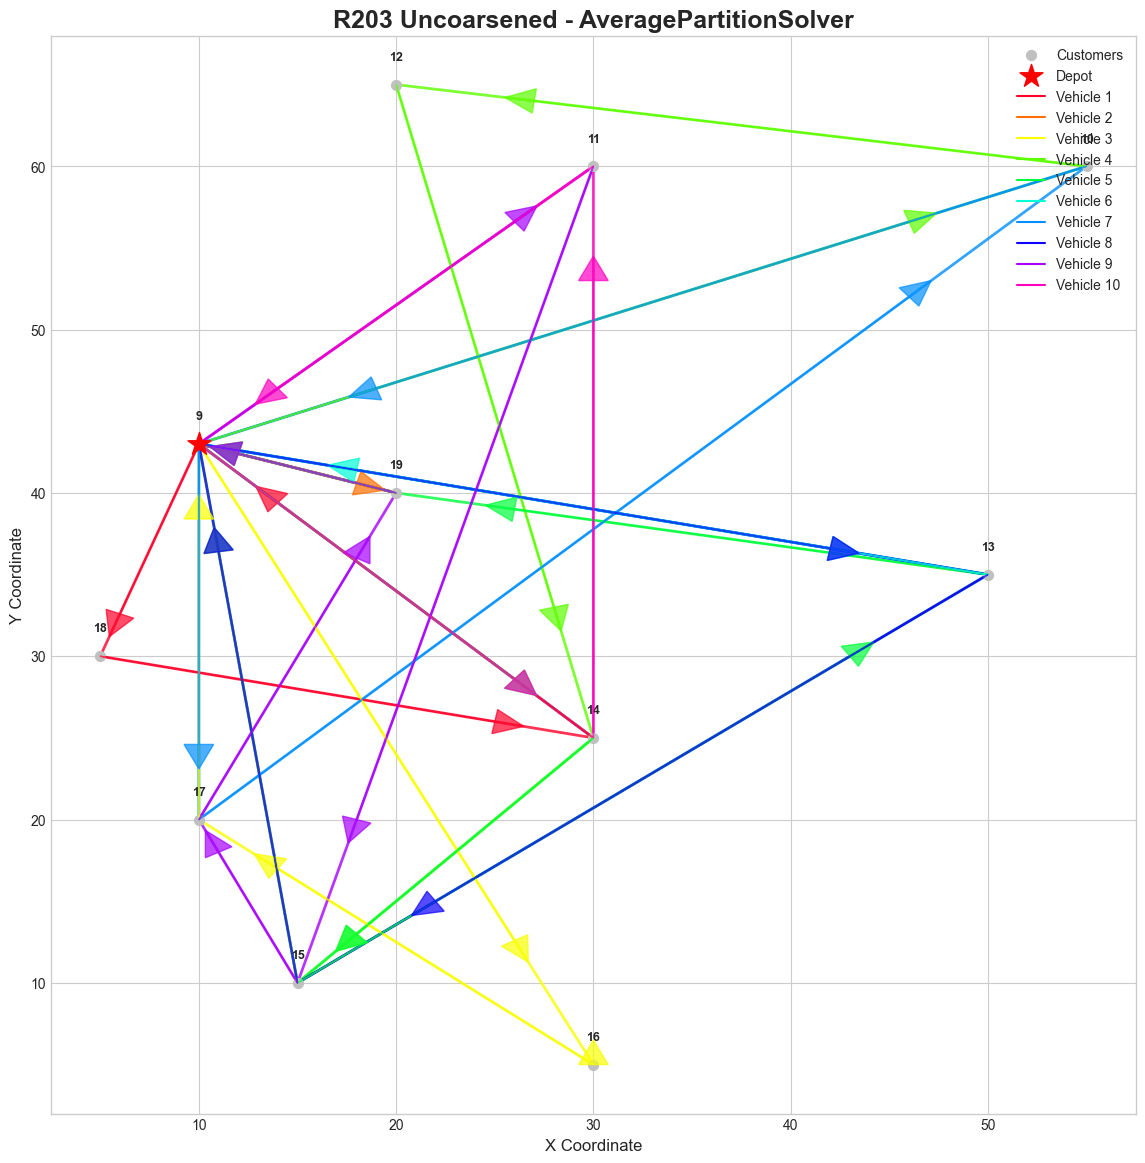 R203 Uncoarsened - AveragePartitionSolver
12
11
10
Customers
Depot
Vehicle 1
Vehicle 2
Vehicle 3
Vehicle 4
Vehicle 5
Vehicle 6
Vehicle 7
Vehicle 8
Vehicle 9
Vehicle 10
9
19
13
18
14
17
15
16
60
50
40
30
20
10
Y Coordinate
10
20
30
40
50
X Coordinate